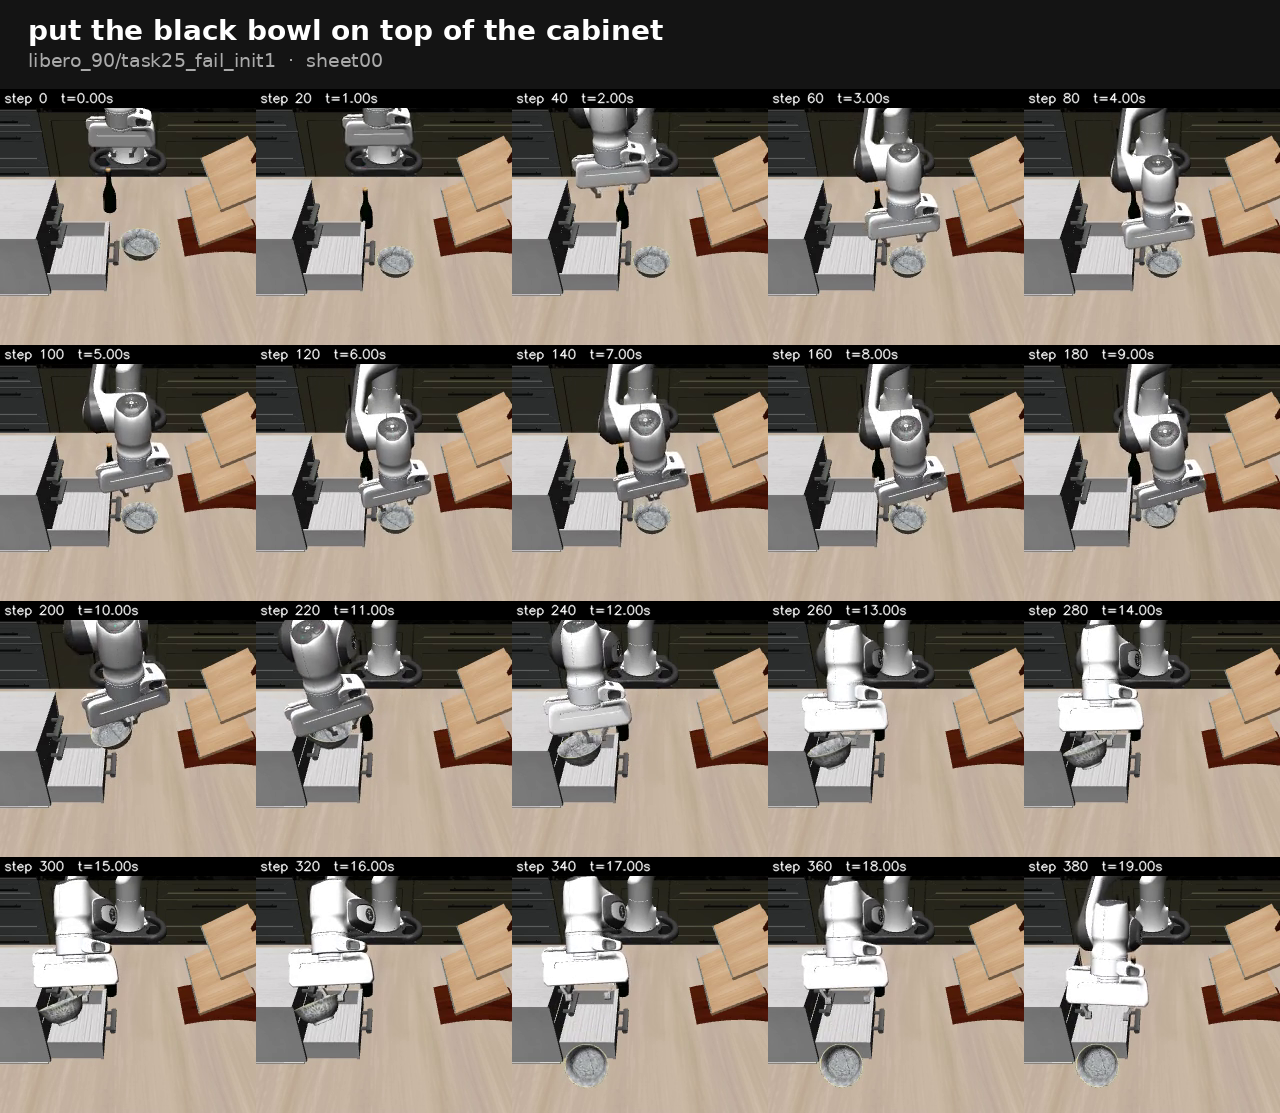 put the black bowl on top of the cabinet
libero_90/task25_fail_init1 · sheet00
step 0 t=0.00s
step 20 t=1.00s
step 40 t=2.00s
step 60 t=3.00s
step 80 t=4.00s
step 100 t=5.00s
step 120 t=6.00s
step 140 t=7.00s
step 160 t=8.00s
step 180 t=9.00s
step 200 t=10.00s
step 220 t=11.00s
step 240 t=12.00s
step 260 t=13.00s
step 280 t=14.00s
step 300 t=15.00s
step 320 t=16.00s
step 340 t=17.00s
step 360 t=18.00s
step 380 t=19.00s